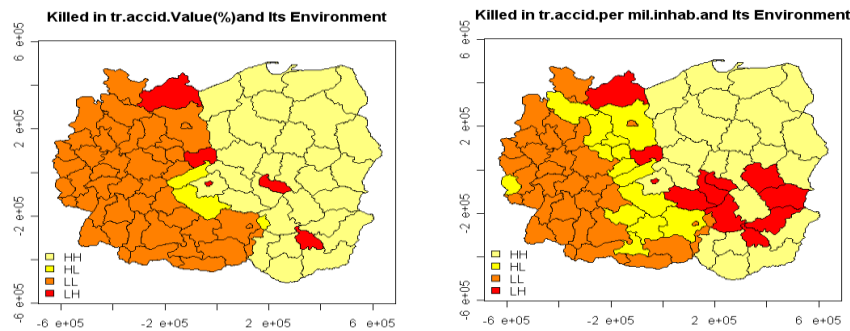 Killed in tr.accid.Value(%)and Its Environment
6 e+05
2 e+05
-2 e+05
-6 e+05
HH
HL
LL
LH
-6 e+05
-2 e+05
2 e+05
6 e+05
Killed in tr.accid.per mil.inhab.and Its Environment
6 e+05
2 e+05
-2 e+05
-6 e+05
HH
HL
LL
LH
-6 e+05
-2 e+05
2 e+05
6 e+05